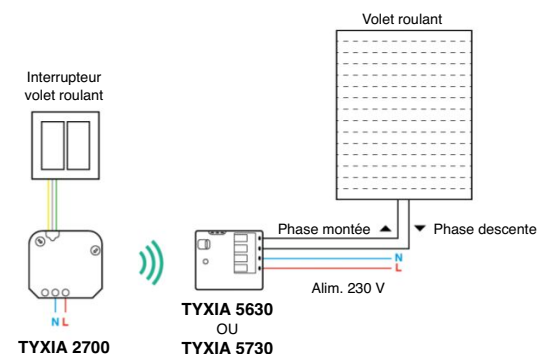 Volet roulant
Interrupteur
volet roulant
Phase montée
Phase descente
N
L
Alim. 230 V
N L
TYXIA 2700
TYXIA 5630
OU
TYXIA 5730